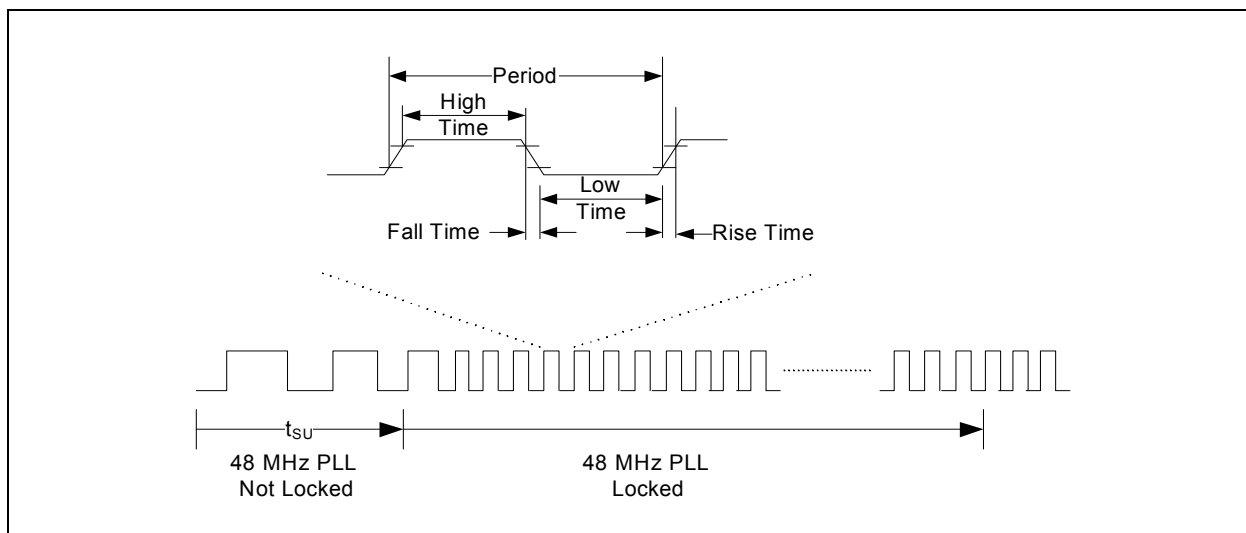 Period
High
Time
Low
Time
Fall Time
Rise Time
tSU
48 MHz PLL
Not Locked
48 MHz PLL
Locked